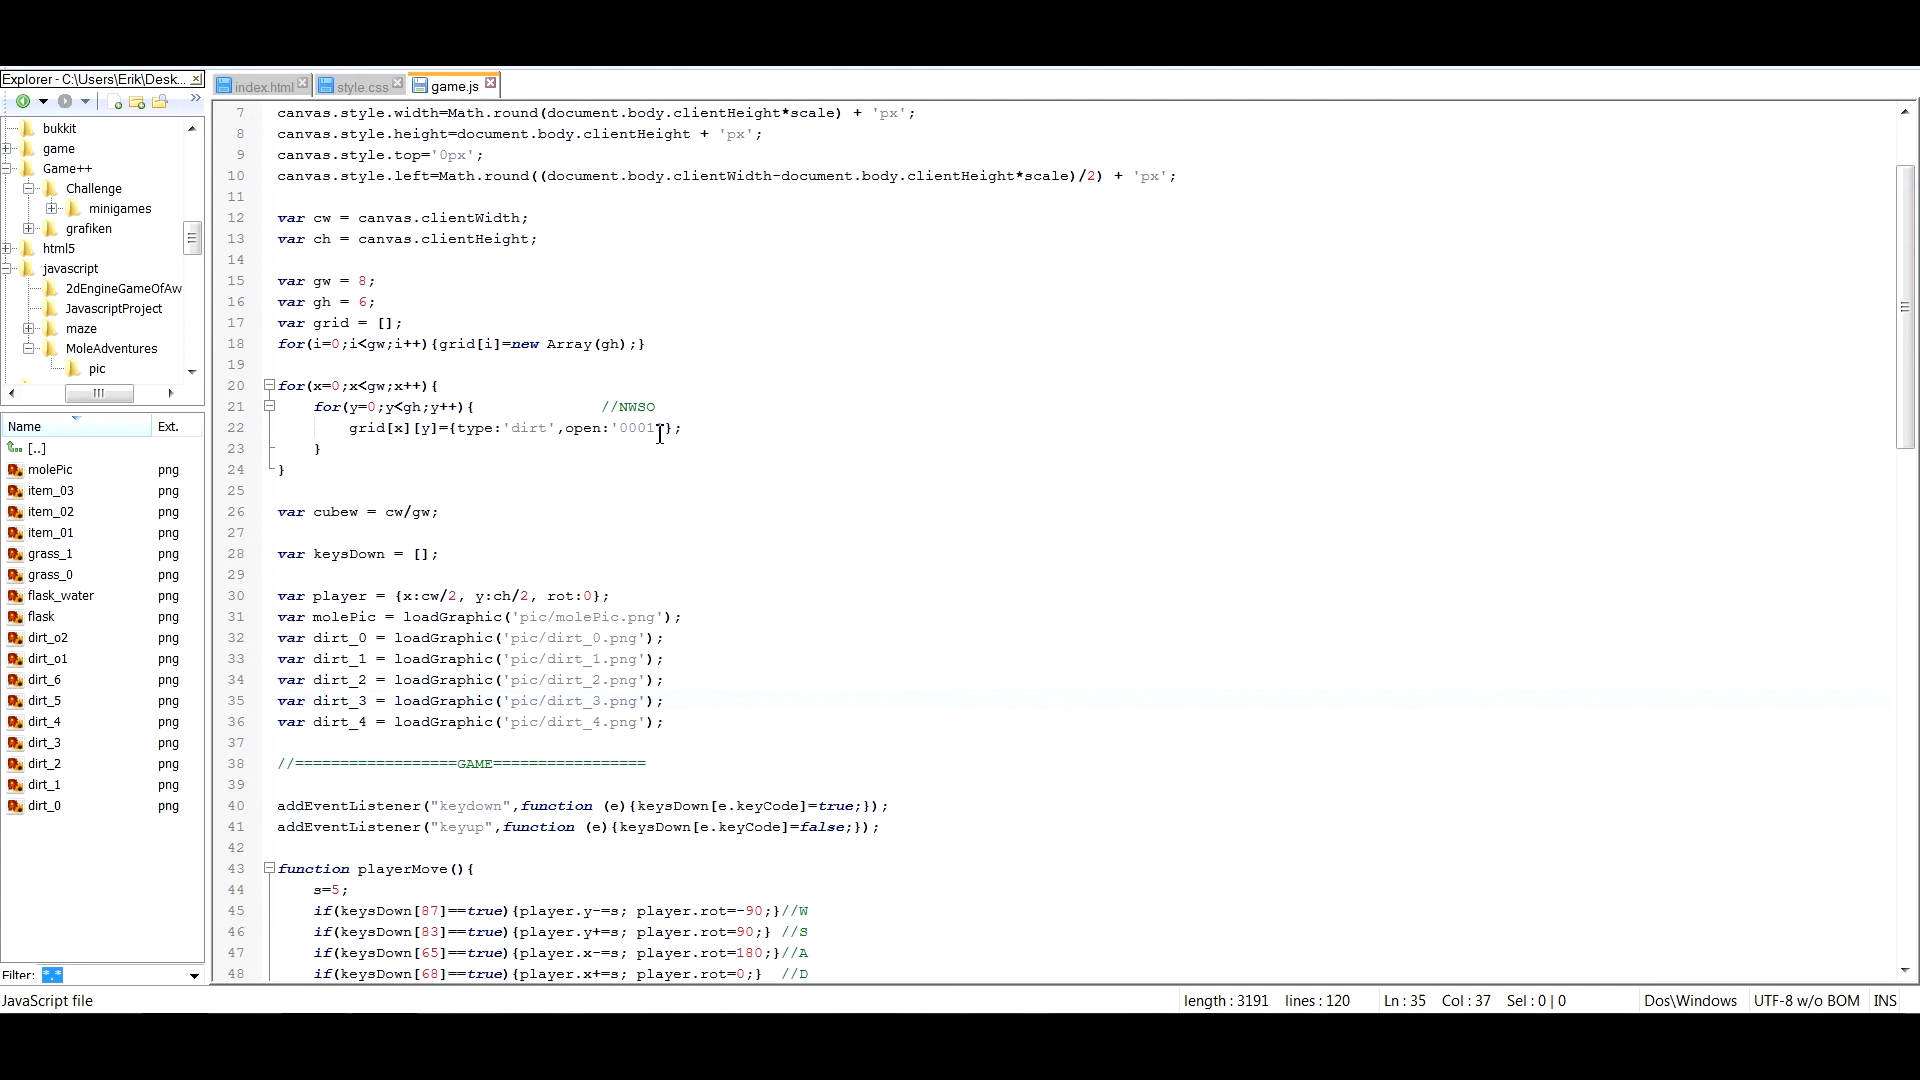 Explorer - C:\Users\Erik\Desk...
index.html
style.css
game.js
bukkit
game
Game++
Challenge
minigames
grafiken
html5
javascript
2dEngineGameOfAw
JavascriptProject
maze
MoleAdventures
pic
Name Ext.
[..]
molePic png
item_03 png
item_02 png
item_01 png
grass_1 png
grass_0 png
flask_water png
flask png
dirt_o2 png
dirt_o1 png
dirt_6 png
dirt_5 png
dirt_4 png
dirt_3 png
dirt_2 png
dirt_1 png
dirt_0 png
Filter: *.*
7 canvas.style.width=Math.round(document.body.clientHeight*scale) + 'px';
8 canvas.style.height=document.body.clientHeight + 'px';
9 canvas.style.top='0px';
10 canvas.style.left=Math.round((document.body.clientWidth-document.body.clientHeight*scale)/2) + 'px';
11
12 var cw = canvas.clientWidth;
13 var ch = canvas.clientHeight;
14
15 var gw = 8;
16 var gh = 6;
17 var grid = [];
18 for(i=0;i<gw;i++){grid[i]=new Array(gh);}
19
20 for(x=0;x<gw;x++){
21 for(y=0;y<gh;y++){ //NWSO
22 grid[x][y]={type:'dirt',open:'0001'};
23 }
24 }
25
26 var cubew = cw/gw;
27
28 var keysDown = [];
29
30 var player = {x:cw/2, y:ch/2, rot:0};
31 var molePic = loadGraphic('pic/molePic.png');
32 var dirt_0 = loadGraphic('pic/dirt_0.png');
33 var dirt_1 = loadGraphic('pic/dirt_1.png');
34 var dirt_2 = loadGraphic('pic/dirt_2.png');
35 var dirt_3 = loadGraphic('pic/dirt_3.png');
36 var dirt_4 = loadGraphic('pic/dirt_4.png');
37
38 //==================GAME=================
39
40 addEventListener("keydown",function (e){keysDown[e.keyCode]=true;});
41 addEventListener("keyup",function (e){keysDown[e.keyCode]=false;});
42
43 function playerMove(){
44 s=5;
45 if(keysDown[87]==true){player.y-=s; player.rot=-90;}//W
46 if(keysDown[83]==true){player.y+=s; player.rot=90;} //S
47 if(keysDown[65]==true){player.x-=s; player.rot=180;}//A
48 if(keysDown[68]==true){player.x+=s; player.rot=0;} //D
JavaScript file length : 3191 lines : 120 Ln : 35 Col : 37 Sel : 0 | 0 Dos\Windows UTF-8 w/o BOM INS